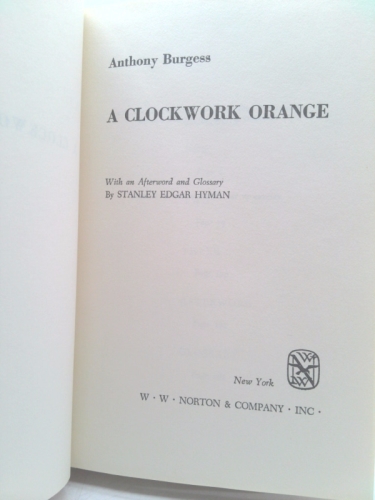 Anthony Burgess
A CLOCKWORK ORANGE
With an Afterword and Glossary
By STANLEY EDGAR HYMAN
New York
W · W · NORTON & COMPANY · INC ·